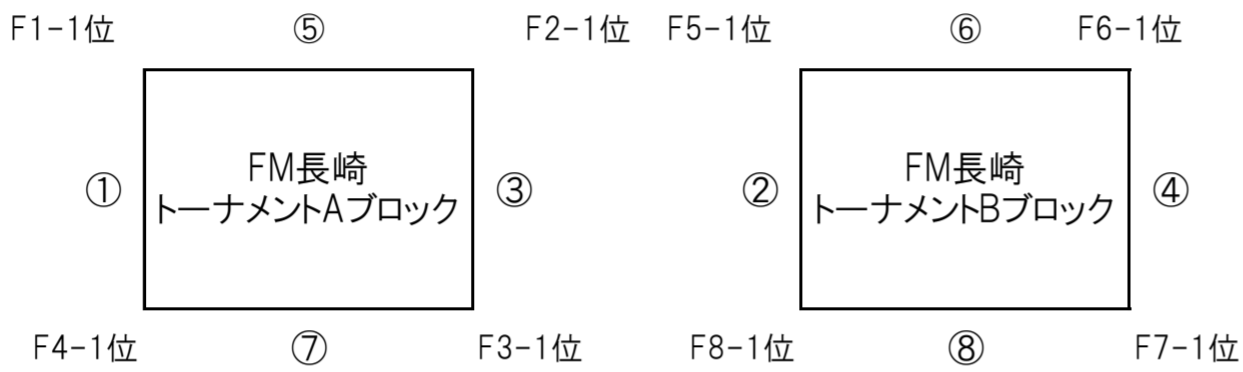 F1-1位 ⑤ F2-1位 F5-1位 ⑥ F6-1位
① FM長崎 ③ ② FM長崎 ④
トーナメントAブロック トーナメントBブロック
F4-1位 ⑦ F3-1位 F8-1位 ⑧ F7-1位